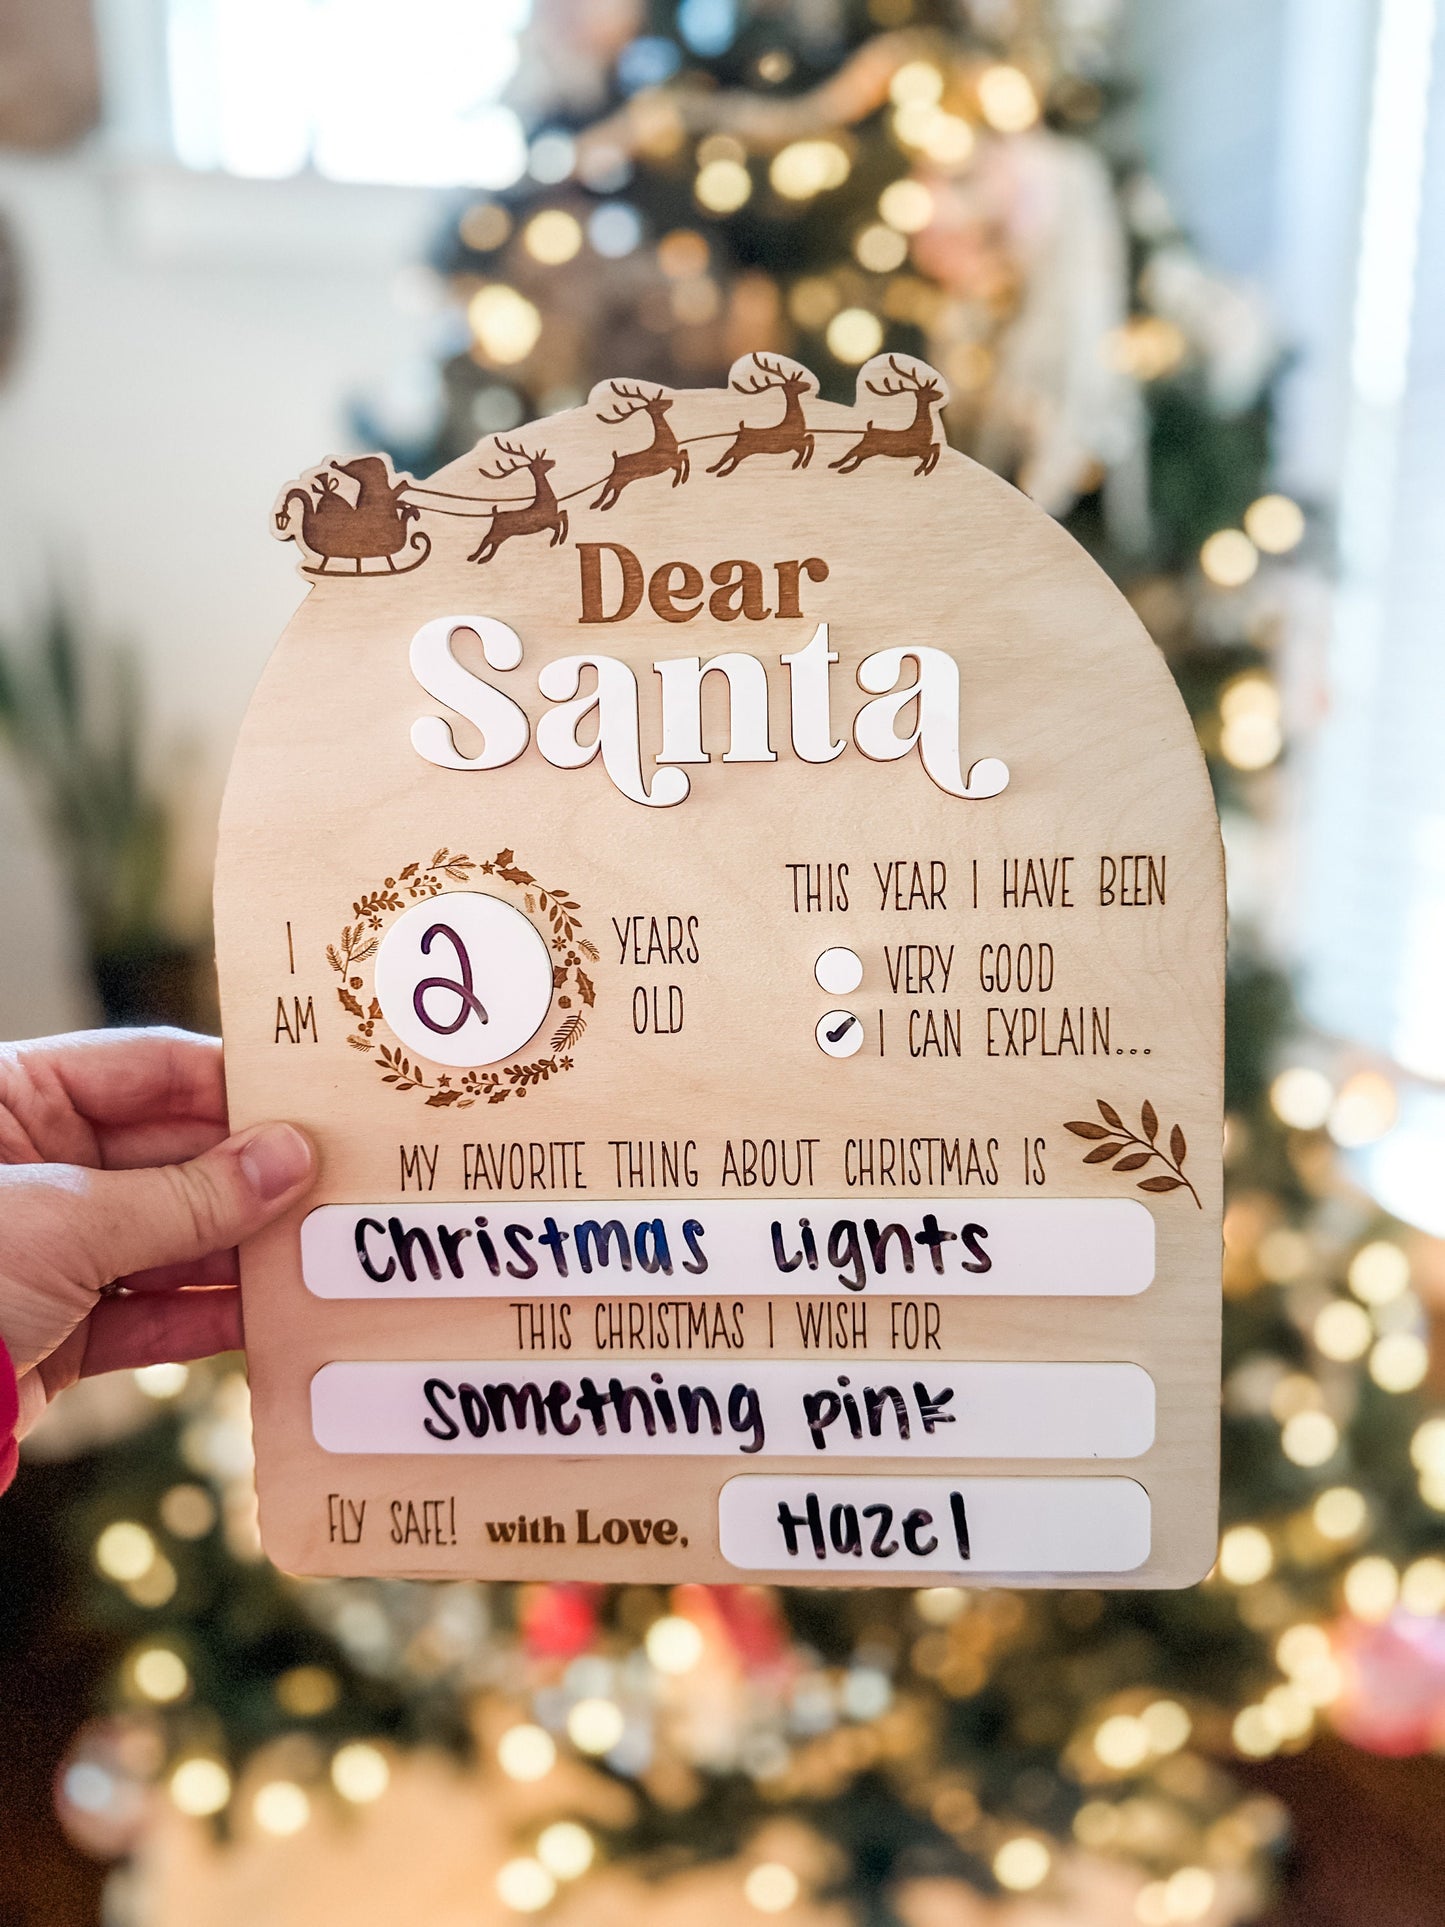 Dear
Santa
I AM 2 YEARS OLD
THIS YEAR I HAVE BEEN
VERY GOOD
I CAN EXPLAIN...
MY FAVORITE THING ABOUT CHRISTMAS IS
Christmas Lights
THIS CHRISTMAS I WISH FOR
Something pink
FLY SAFE! with Love, Hazel